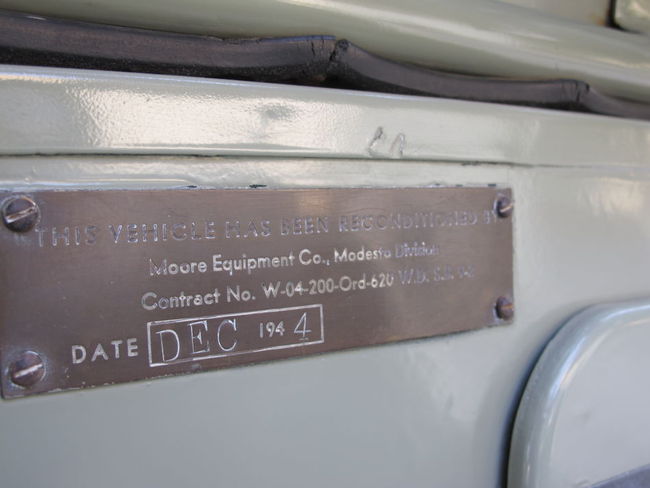 THIS VEHICLE HAS BEEN RECONDITIONED BY
Moore Equipment Co., Modesto Division
Contract No. W-04-200-Ord-620 W.D.
DATE DEC 1944